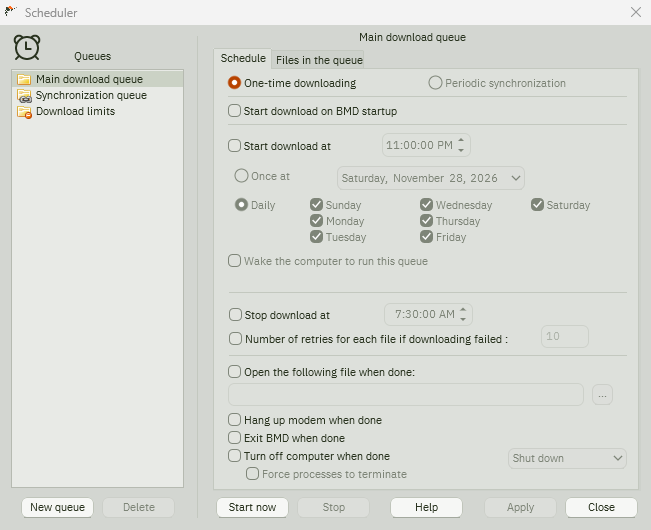 Scheduler
Queues
Main download queue
Synchronization queue
Download limits
New queue
Delete
Main download queue
Schedule
Files in the queue
One-time downloading
Periodic synchronization
Start download on BMD startup
Start download at
11:00:00 PM
Once at
Saturday, November 28, 2026
Daily
Sunday
Wednesday
Saturday
Monday
Thursday
Tuesday
Friday
Wake the computer to run this queue
Stop download at
7:30:00 AM
Number of retries for each file if downloading failed :
10
Open the following file when done:
...
Hang up modem when done
Exit BMD when done
Turn off computer when done
Shut down
Force processes to terminate
Start now
Stop
Help
Apply
Close